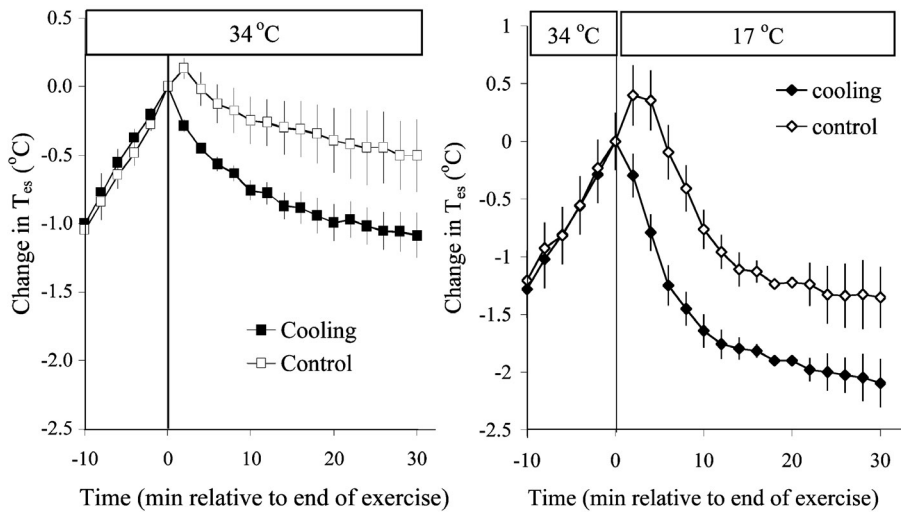 34 °C
0.5
0.0
-0.5
-1.0
-1.5
-2.0
-2.5
-10
0
10
20
30
Change in Tes (°C)
Time (min relative to end of exercise)
Cooling
Control
34 °C
17 °C
1
0.5
0
-0.5
-1
-1.5
-2
-2.5
-10
0
10
20
30
Change in Tes (°C)
Time (min relative to end of exercise)
cooling
control